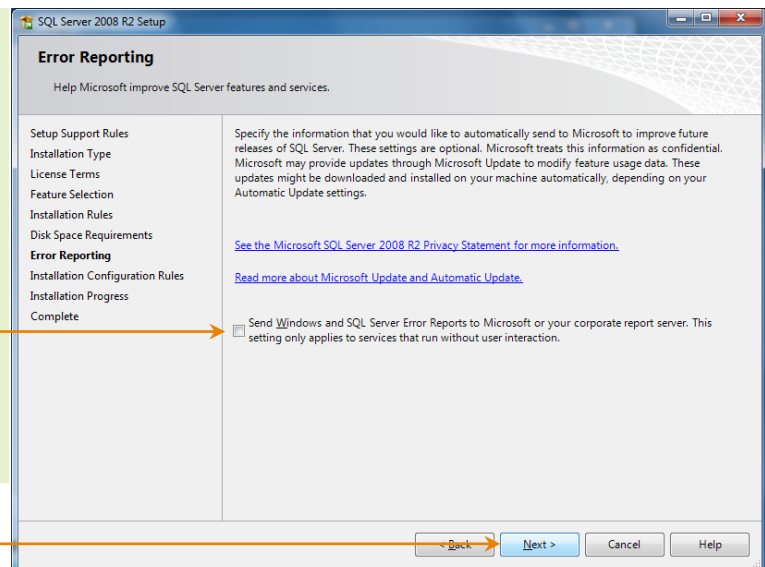 SQL Server 2008 R2 Setup
Error Reporting
Help Microsoft improve SQL Server features and services.
Setup Support Rules
Installation Type
License Terms
Feature Selection
Installation Rules
Disk Space Requirements
Error Reporting
Installation Configuration Rules
Installation Progress
Complete
Specify the information that you would like to automatically send to Microsoft to improve future
releases of SQL Server. These settings are optional. Microsoft treats this information as confidential.
Microsoft may provide updates through Microsoft Update to modify feature usage data. These
updates might be downloaded and installed on your machine automatically, depending on your
Automatic Update settings.
See the Microsoft SQL Server 2008 R2 Privacy Statement for more information.
Read more about Microsoft Update and Automatic Update.
Send Windows and SQL Server Error Reports to Microsoft or your corporate report server. This
setting only applies to services that run without user interaction.
< Back
Next >
Cancel
Help